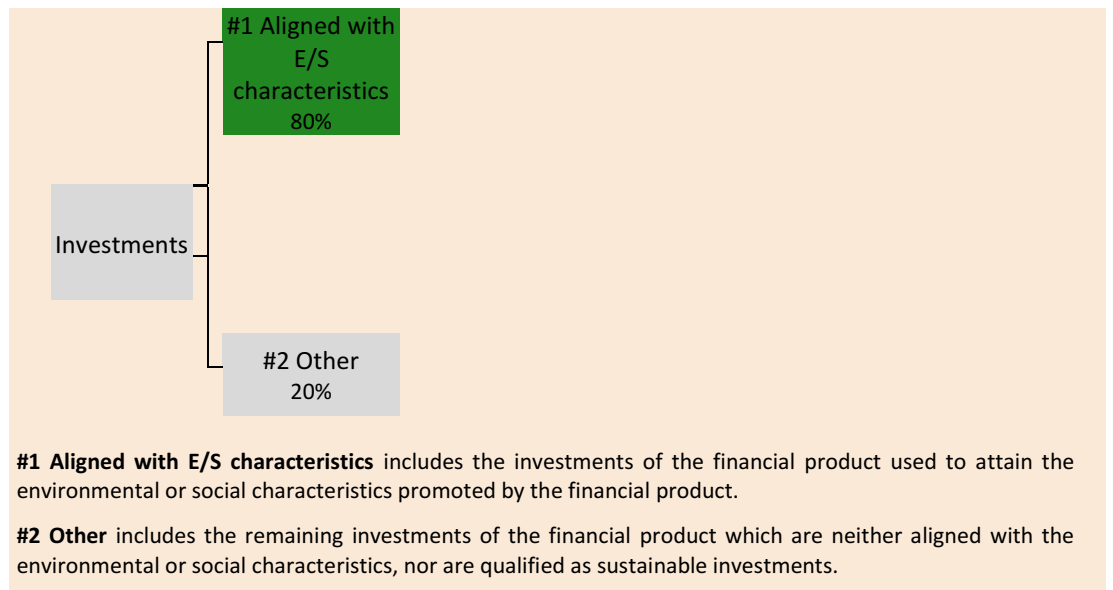 #1 Aligned with
E/S
characteristics
80%
Investments
#2 Other
20%
#1 Aligned with E/S characteristics includes the investments of the financial product used to attain the
environmental or social characteristics promoted by the financial product.
#2 Other includes the remaining investments of the financial product which are neither aligned with the
environmental or social characteristics, nor are qualified as sustainable investments.